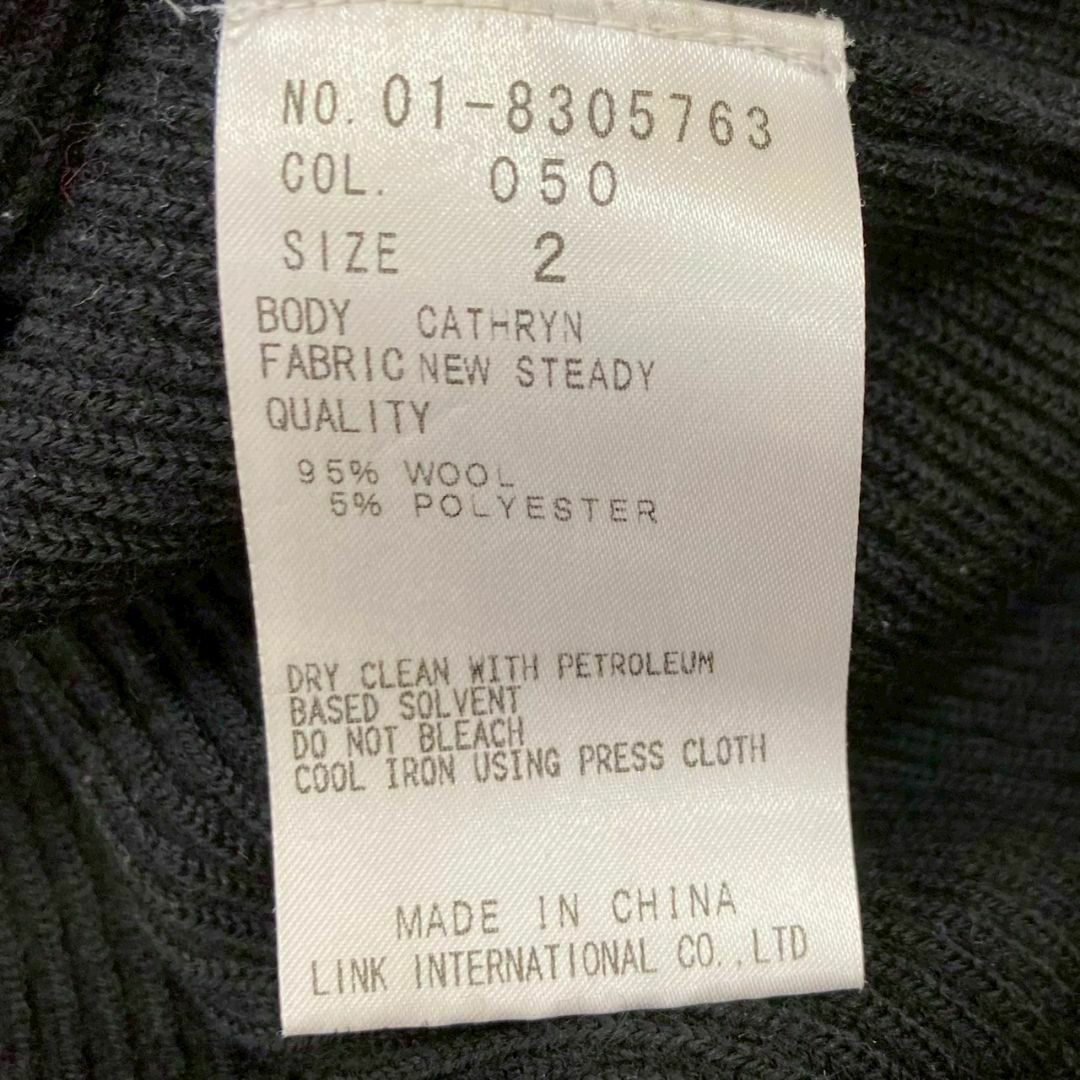 NO. 01-8305763
COL. 050
SIZE 2
BODY CATHRYN
FABRIC NEW STEADY
QUALITY
95% WOOL
5% POLYESTER
DRY CLEAN WITH PETROLEUM
BASED SOLVENT
DO NOT BLEACH
COOL IRON USING PRESS CLOTH
MADE IN CHINA
LINK INTERNATIONAL CO.,LTD